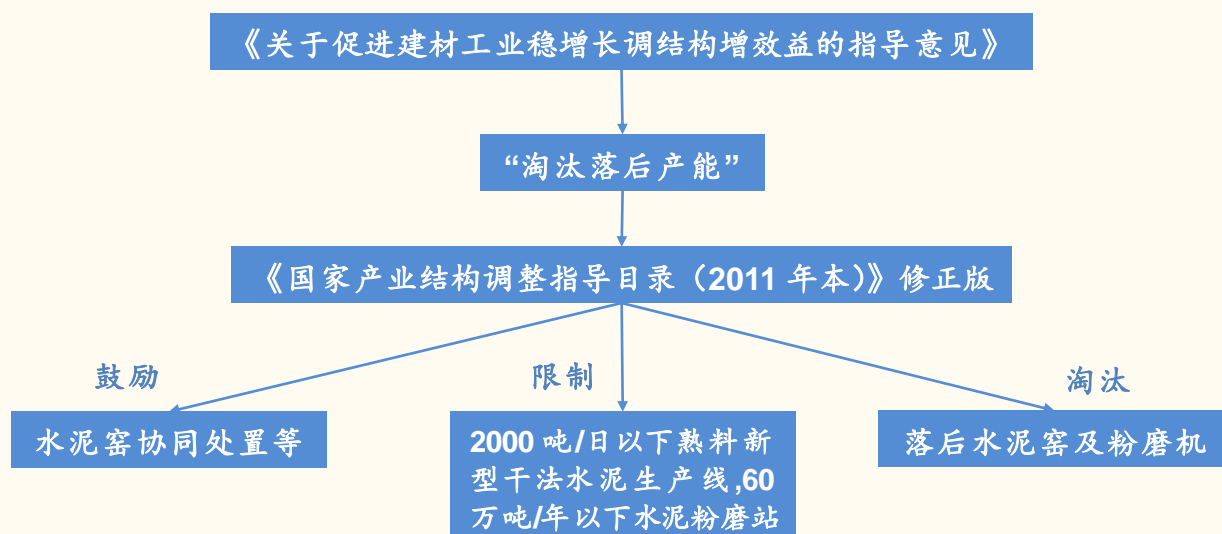 《关于促进建材工业稳增长调结构增效益的指导意见》
“淘汰落后产能”
《国家产业结构调整指导目录（2011 年本）》修正版
鼓励
限制
淘汰
水泥窑协同处置等
2000 吨/日以下熟料新
型干法水泥生产线,60
万吨/年以下水泥粉磨站
落后水泥窑及粉磨机